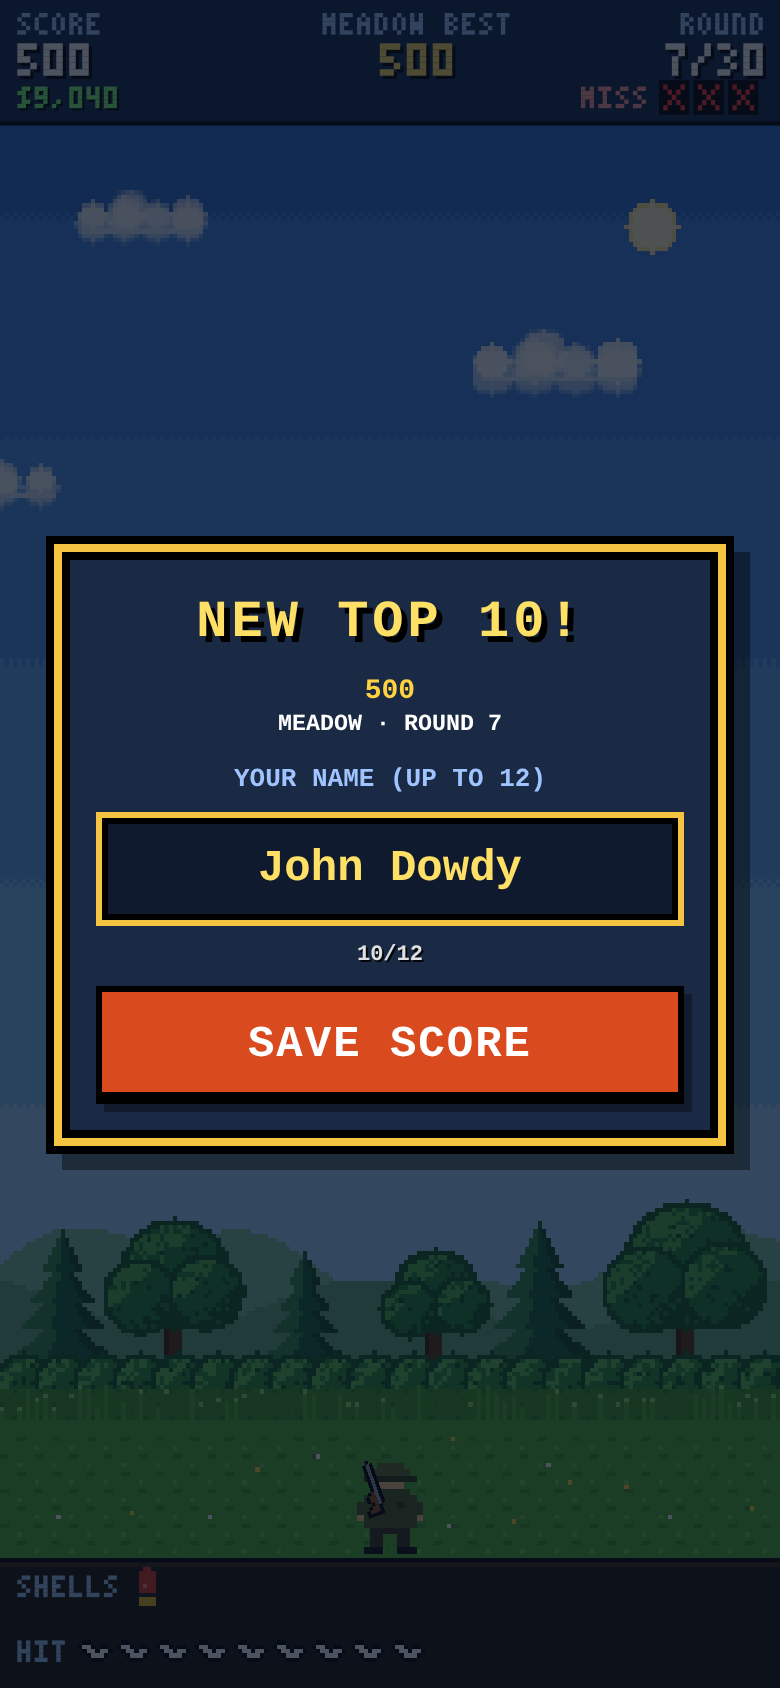 SCORE MEADOW BEST ROUND
500 500 7/30
$9,040 MISS X X X
NEW TOP 10!
500
MEADOW · ROUND 7
YOUR NAME (UP TO 12)
John Dowdy
10/12
SAVE SCORE
SHELLS
HIT